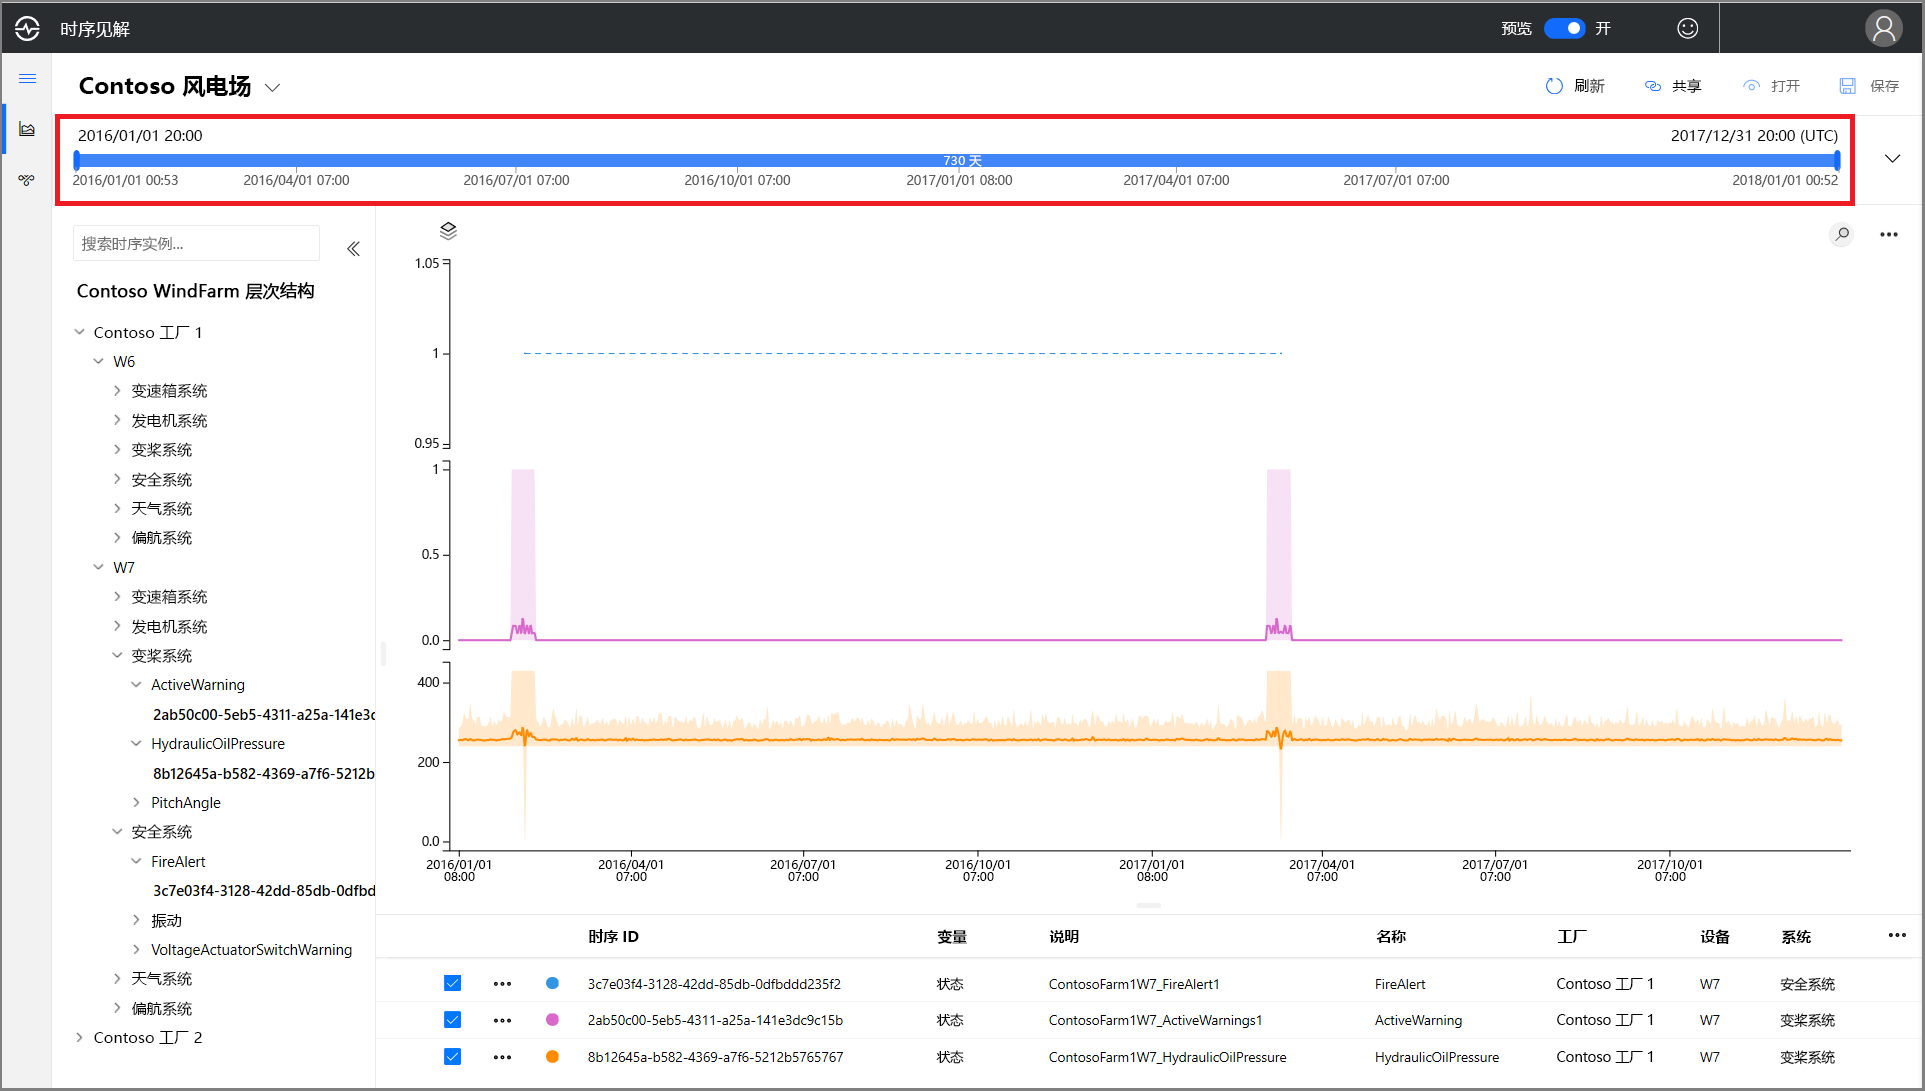 时序见解
预览 开
Contoso 风电场
刷新 共享 打开 保存
2016/01/01 20:00 2017/12/31 20:00 (UTC)
730 天
2016/01/01 00:53 2016/04/01 07:00 2016/07/01 07:00 2016/10/01 07:00 2017/01/01 08:00 2017/04/01 07:00 2017/07/01 07:00 2018/01/01 00:52
搜索时序实例...
Contoso WindFarm 层次结构
Contoso 工厂 1
W6
变速箱系统
发电机系统
变桨系统
安全系统
天气系统
偏航系统
W7
变速箱系统
发电机系统
变桨系统
ActiveWarning
2ab50c00-5eb5-4311-a25a-141e3c
HydraulicOilPressure
8b12645a-b582-4369-a7f6-5212b
PitchAngle
安全系统
FireAlert
3c7e03f4-3128-42dd-85db-0dfbd
振动
VoltageActuatorSwitchWarning
天气系统
偏航系统
Contoso 工厂 2
1.05
1
0.95
1
0.5
0.0
400
200
0.0
2016/01/01 2016/04/01 2016/07/01 2016/10/01 2017/01/01 2017/04/01 2017/07/01 2017/10/01
08:00 07:00 07:00 07:00 08:00 07:00 07:00 07:00
时序 ID 变量 说明 名称 工厂 设备 系统
3c7e03f4-3128-42dd-85db-0dfbddd235f2 状态 ContosoFarm1W7_FireAlert1 FireAlert Contoso 工厂 1 W7 安全系统
2ab50c00-5eb5-4311-a25a-141e3dc9c15b 状态 ContosoFarm1W7_ActiveWarnings1 ActiveWarning Contoso 工厂 1 W7 变桨系统
8b12645a-b582-4369-a7f6-5212b5765767 状态 ContosoFarm1W7_HydraulicOilPressure HydraulicOilPressure Contoso 工厂 1 W7 变桨系统